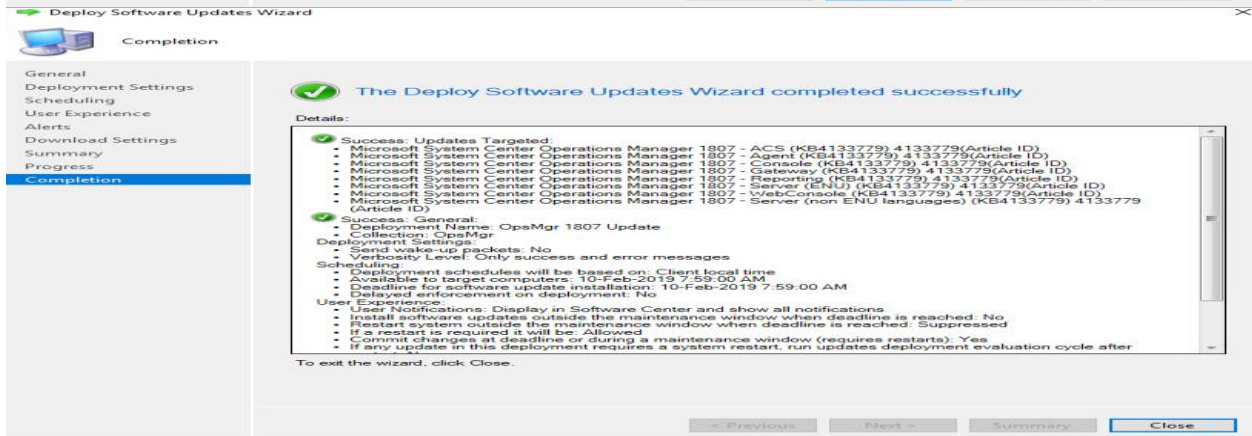 Deploy Software Updates Wizard
Completion
General
Deployment Settings
Scheduling
User Experience
Alerts
Download Settings
Summary
Progress
Completion
The Deploy Software Updates Wizard completed successfully
Details:
Success: Updates Targeted:
• Microsoft System Center Operations Manager 1807 - ACS (KB4133779) 4133779(Article ID)
• Microsoft System Center Operations Manager 1807 - Agent (KB4133779) 4133779(Article ID)
• Microsoft System Center Operations Manager 1807 - Console (KB4133779) 4133779(Article ID)
• Microsoft System Center Operations Manager 1807 - Gateway (KB4133779) 4133779(Article ID)
• Microsoft System Center Operations Manager 1807 - Reporting (KB4133779) 4133779(Article ID)
• Microsoft System Center Operations Manager 1807 - Server (ENU) (KB4133779) 4133779(Article ID)
• Microsoft System Center Operations Manager 1807 - WebConsole (KB4133779) 4133779(Article ID)
• Microsoft System Center Operations Manager 1807 - Server (non ENU languages) (KB4133779) 4133779
(Article ID)
Success: General:
• Deployment Name: OpsMgr 1807 Update
• Collection: OpsMgr
Deployment Settings:
• Send wake-up packets: No
• Verbosity Level: Only success and error messages
Scheduling:
• Deployment schedules will be based on: Client local time
• Available to target computers: 10-Feb-2019 7:59:00 AM
• Deadline for software update installation: 10-Feb-2019 7:59:00 AM
• Delayed enforcement on deployment: No
User Experience:
• User Notifications: Display in Software Center and show all notifications
• Install software updates outside the maintenance window when deadline is reached: No
• Restart system outside the maintenance window when deadline is reached: Suppressed
• If a restart is required it will be: Allowed
• Commit changes at deadline or during a maintenance window (requires restarts): Yes
• If any update in this deployment requires a system restart, run updates deployment evaluation cycle after
To exit the wizard, click Close.
< Previous
Next >
Summary
Close